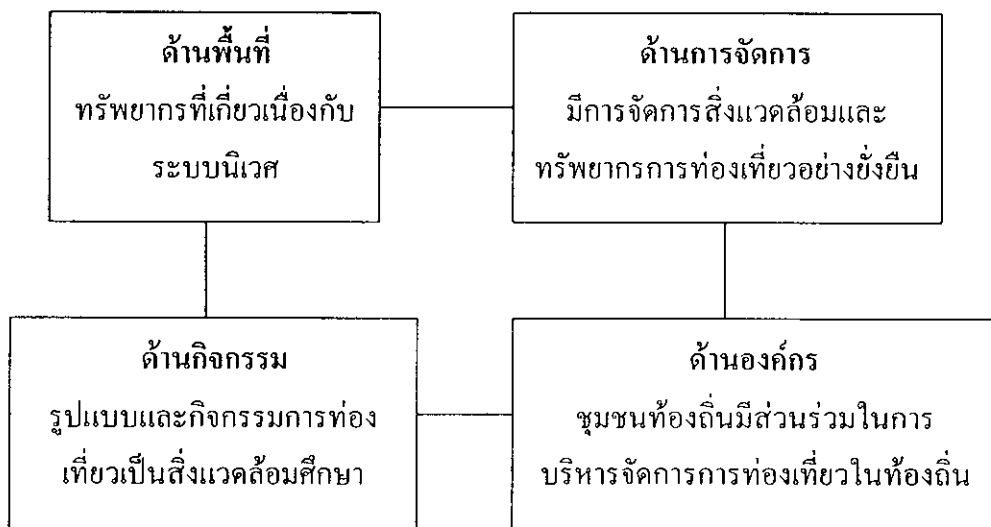 ด้านพื้นที่
ทรัพยากรที่เกี่ยวเนื่องกับ
ระบบนิเวศ
ด้านการจัดการ
มีการจัดการสิ่งแวดล้อมและ
ทรัพยากรการท่องเที่ยวอย่างยั่งยืน
ด้านกิจกรรม
รูปแบบและกิจกรรมการท่อง
เที่ยวเป็นสิ่งแวดล้อมศึกษา
ด้านองค์กร
ชุมชนท้องถิ่นมีส่วนร่วมในการ
บริหารจัดการการท่องเที่ยวในท้องถิ่น